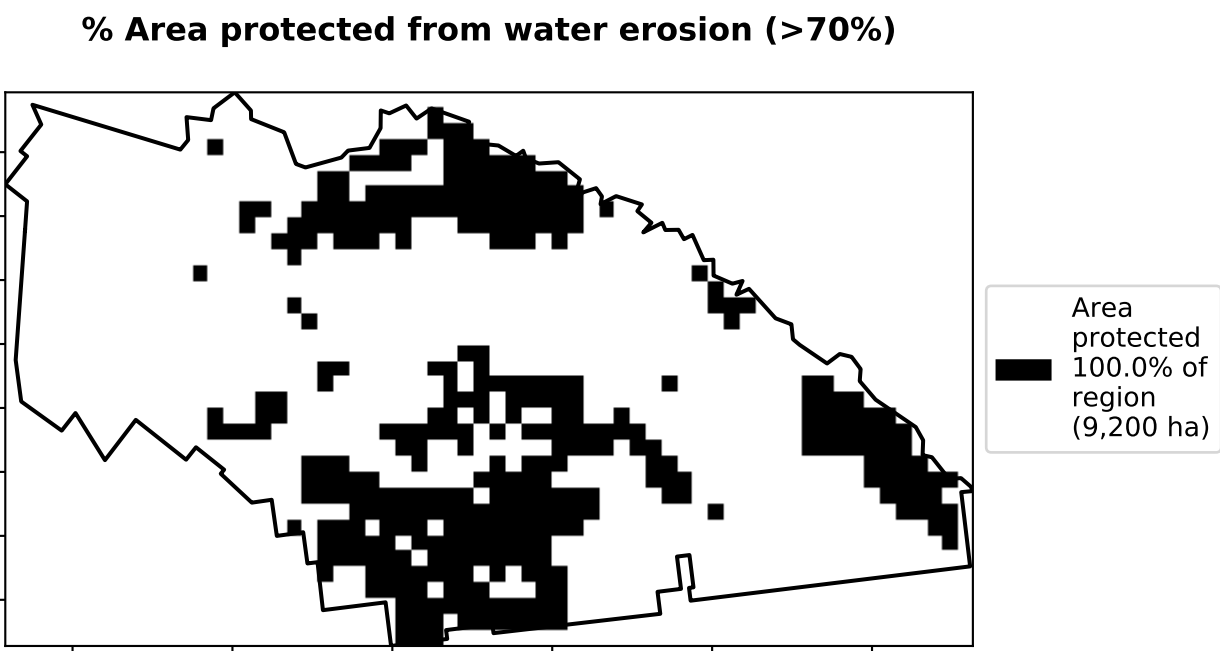 % Area protected from water erosion (>70%)
Area
protected
100.0% of
region
(9,200 ha)